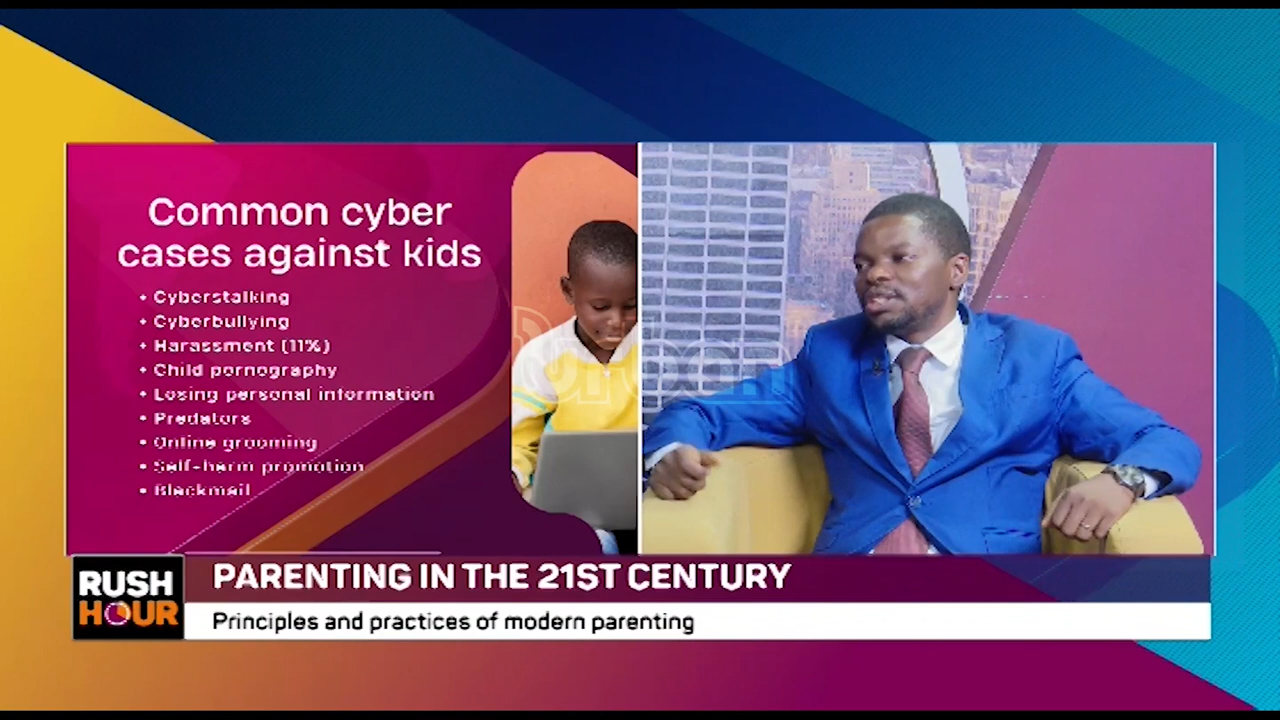 Common cyber
cases against kids
• Cyberstalking
• Cyberbullying
• Harassment (11%)
• Child pornography
• Losing personal information
• Predators
• Online grooming
• Self-harm promotion
• Blackmail
urban
RUSH
HOUR
PARENTING IN THE 21ST CENTURY
Principles and practices of modern parenting